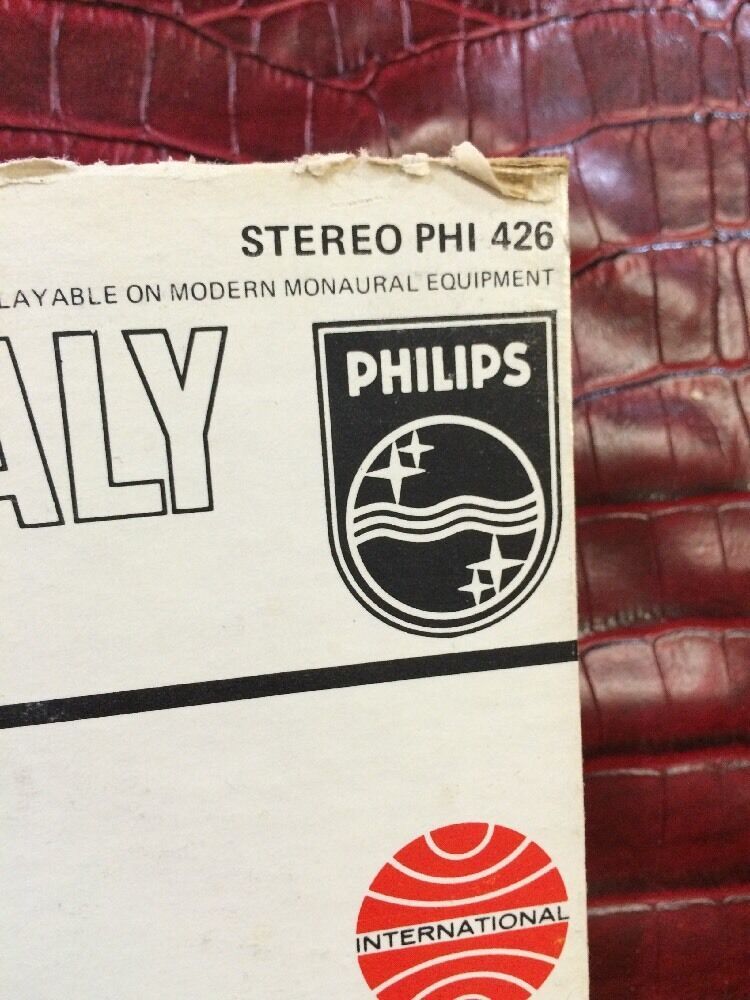 STEREO PHI 426
LAYABLE ON MODERN MONAURAL EQUIPMENT
ALY
PHILIPS
INTERNATIONAL